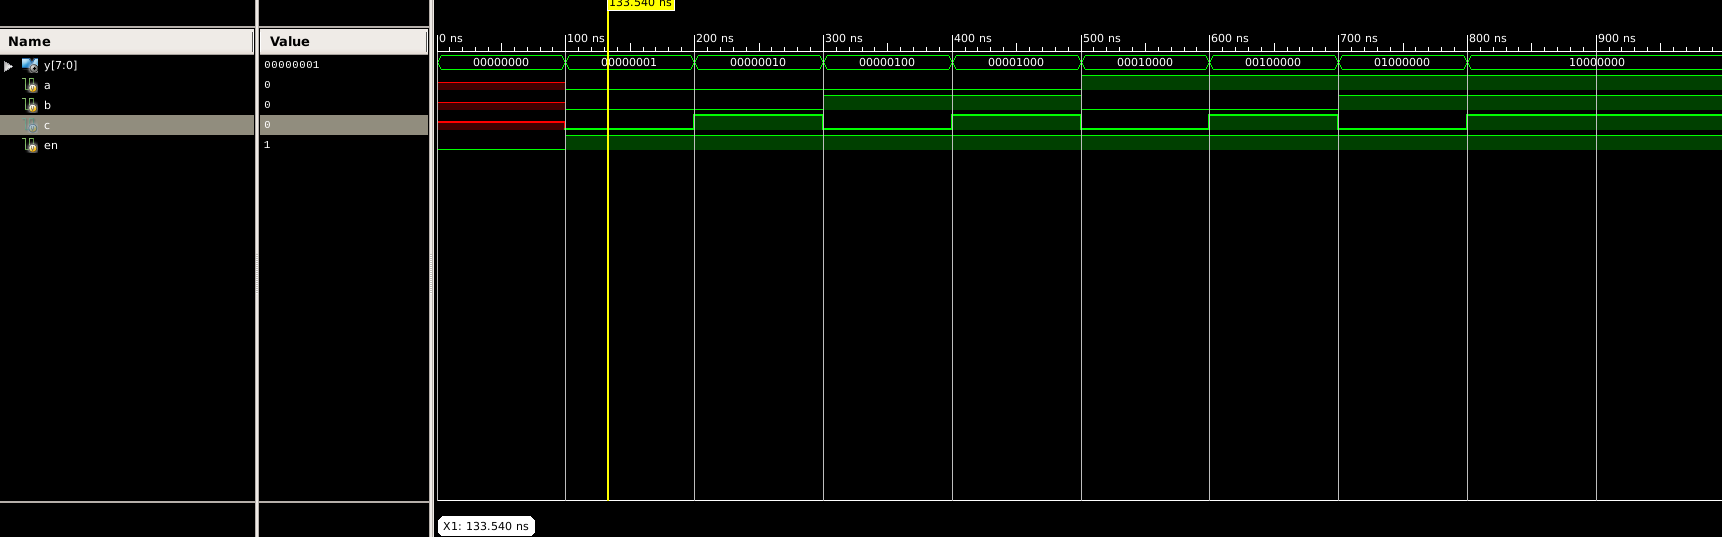 133.540 ns
Name Value 0 ns 100 ns 200 ns 300 ns 400 ns 500 ns 600 ns 700 ns 800 ns 900 ns
y[7:0] 00000001 00000000 00000001 00000010 00000100 00001000 00010000 00100000 01000000 10000000
a 0
b 0
c 0
en 1
X1: 133.540 ns